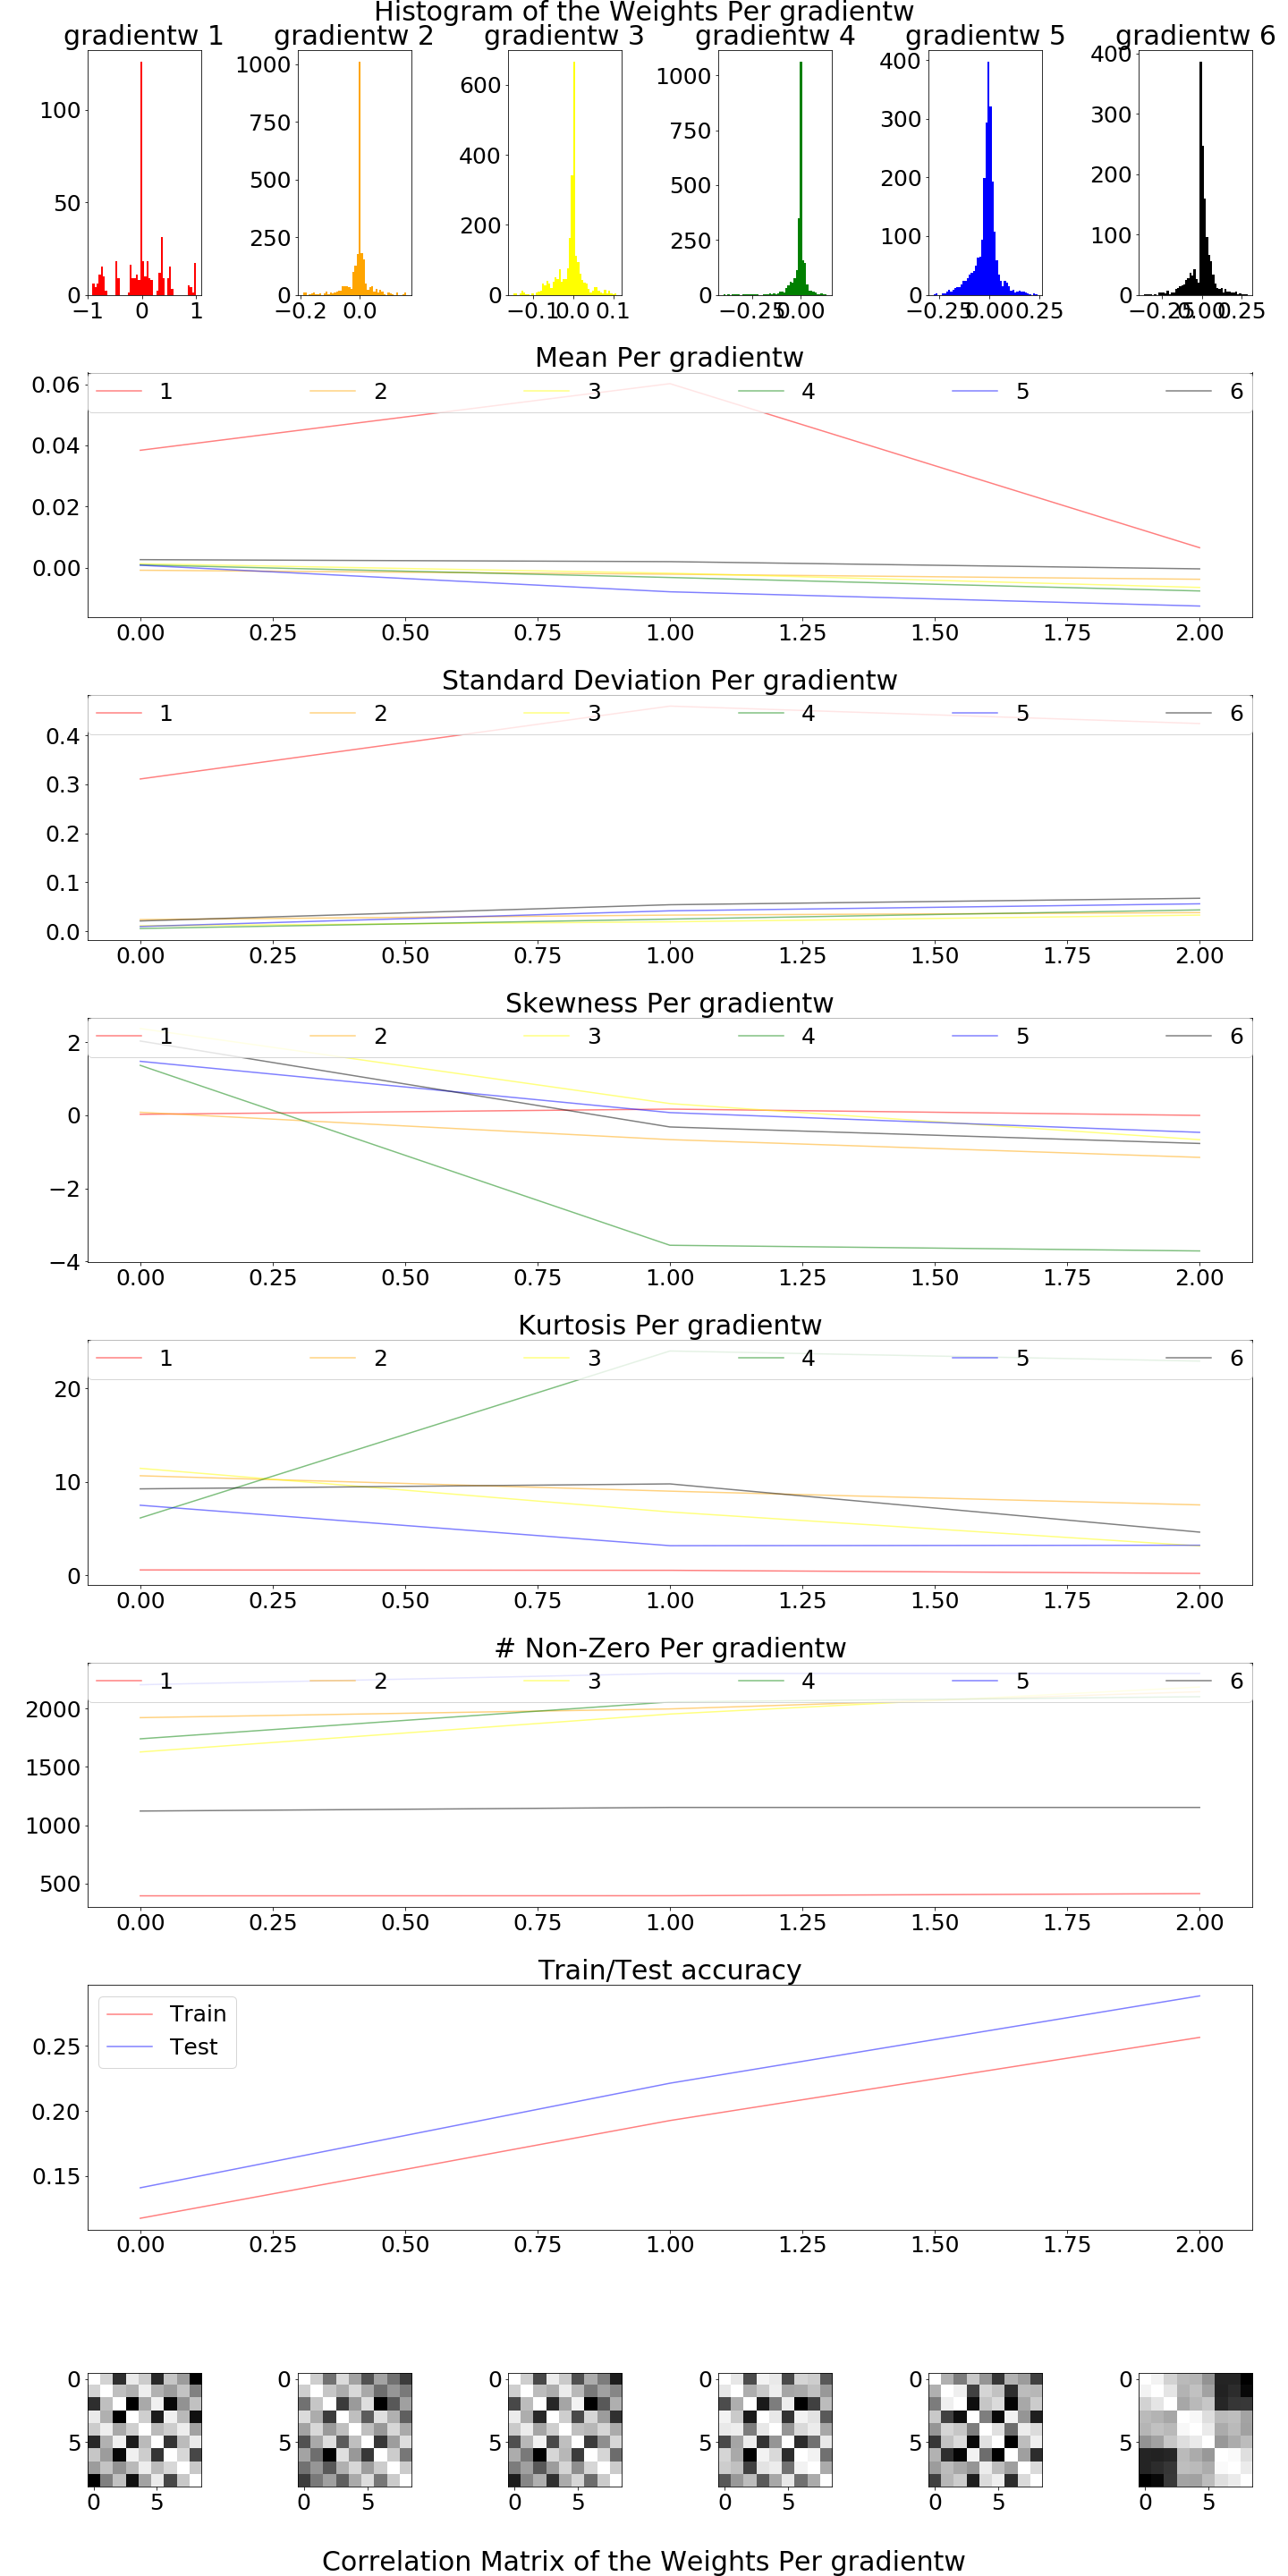 Histogram of the Weights Per gradientw
gradientw 1 gradientw 2 gradientw 3 gradientw 4 gradientw 5 gradientw 6
100
50
0
−1 0 1
1000
750
500
250
0
−0.2 0.0
600
400
200
0
−0.1 0.0 0.1
1000
750
500
250
0
−0.25 0.00
400
300
200
100
0
−0.25 0.00 0.25
400
300
200
100
0
−0.25 0.00 0.25
Mean Per gradientw
1 2 3 4 5 6
0.06
0.04
0.02
0.00
0.00 0.25 0.50 0.75 1.00 1.25 1.50 1.75 2.00
Standard Deviation Per gradientw
1 2 3 4 5 6
0.4
0.3
0.2
0.1
0.0
0.00 0.25 0.50 0.75 1.00 1.25 1.50 1.75 2.00
Skewness Per gradientw
1 2 3 4 5 6
2
0
−2
−4
0.00 0.25 0.50 0.75 1.00 1.25 1.50 1.75 2.00
Kurtosis Per gradientw
1 2 3 4 5 6
20
10
0
0.00 0.25 0.50 0.75 1.00 1.25 1.50 1.75 2.00
# Non-Zero Per gradientw
1 2 3 4 5 6
2000
1500
1000
500
0.00 0.25 0.50 0.75 1.00 1.25 1.50 1.75 2.00
Train/Test accuracy
Train
Test
0.25
0.20
0.15
0.00 0.25 0.50 0.75 1.00 1.25 1.50 1.75 2.00
0 0 0 0 0 0
5 5 5 5 5 5
0 5 0 5 0 5 0 5 0 5 0 5
Correlation Matrix of the Weights Per gradientw